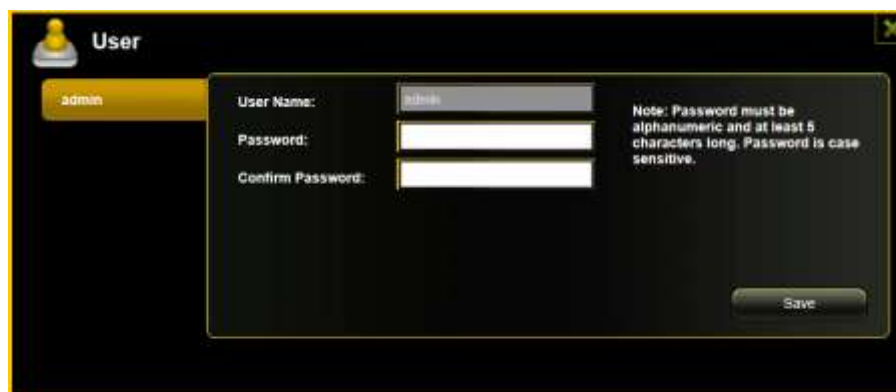 User
admin
User Name:
admin
Password:
Confirm Password:
Note: Password must be
alphanumeric and at least 5
characters long. Password is case
sensitive.
Save